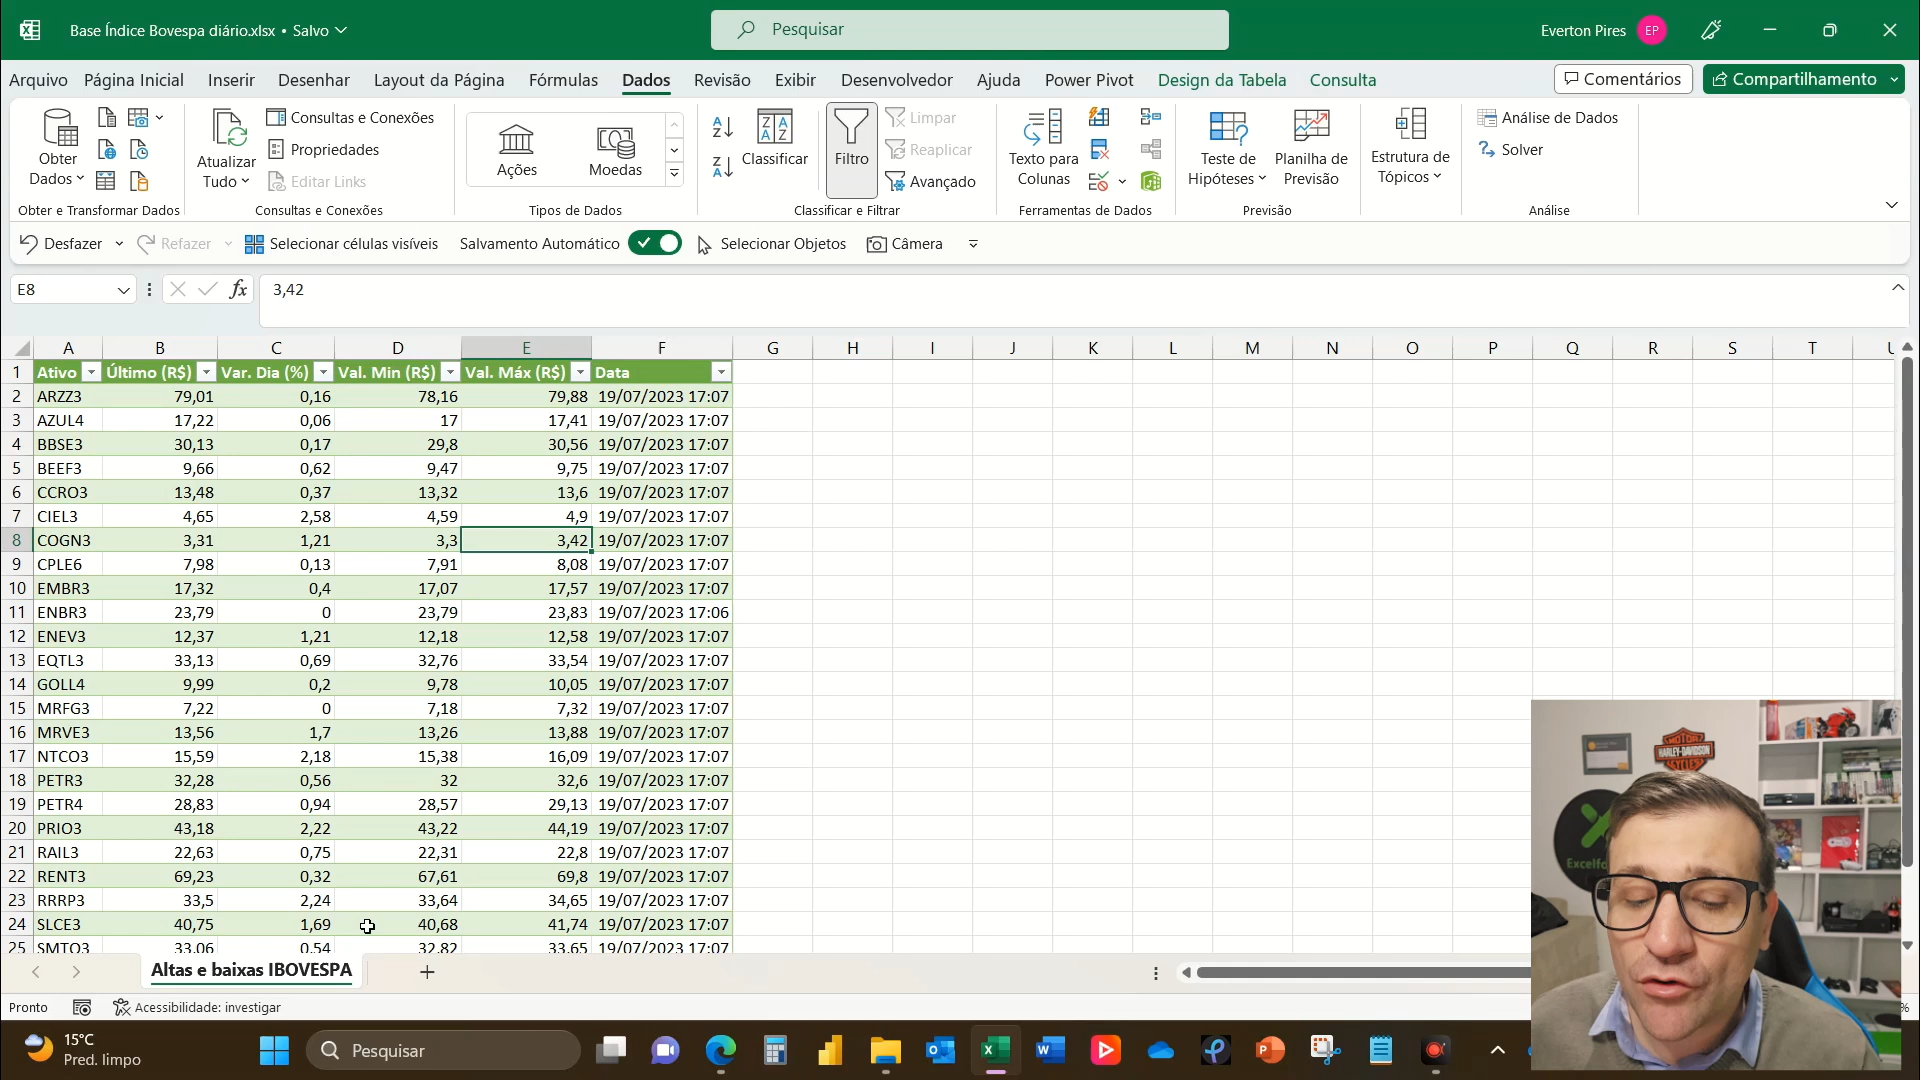 Base Índice Bovespa diário.xlsx • Salvo
Pesquisar
Everton Pires EP
Arquivo Página Inicial Inserir Desenhar Layout da Página Fórmulas Dados Revisão Exibir Desenvolvedor Ajuda Power Pivot Design da Tabela Consulta Comentários Compartilhamento
Obter Dados
Atualizar Tudo
Consultas e Conexões
Propriedades
Editar Links
Ações
Moedas
Classificar
Filtro
Limpar
Reaplicar
Avançado
Texto para Colunas
Teste de Hipóteses
Planilha de Previsão
Estrutura de Tópicos
Análise de Dados
Solver
Obter e Transformar Dados Consultas e Conexões Tipos de Dados Classificar e Filtrar Ferramentas de Dados Previsão Análise
Desfazer Refazer Selecionar células visíveis Salvamento Automático Selecionar Objetos Câmera
E8 fx 3,42
A B C D E F G H I J K L M N O P Q R S T U
1 Ativo Último (R$) Var. Dia (%) Val. Min (R$) Val. Máx (R$) Data
2 ARZZ3 79,01 0,16 78,16 79,88 19/07/2023 17:07
3 AZUL4 17,22 0,06 17 17,41 19/07/2023 17:07
4 BBSE3 30,13 0,17 29,8 30,56 19/07/2023 17:07
5 BEEF3 9,66 0,62 9,47 9,75 19/07/2023 17:07
6 CCRO3 13,48 0,37 13,32 13,6 19/07/2023 17:07
7 CIEL3 4,65 2,58 4,59 4,9 19/07/2023 17:07
8 COGN3 3,31 1,21 3,3 3,42 19/07/2023 17:07
9 CPLE6 7,98 0,13 7,91 8,08 19/07/2023 17:07
10 EMBR3 17,32 0,4 17,07 17,57 19/07/2023 17:07
11 ENBR3 23,79 0 23,79 23,83 19/07/2023 17:06
12 ENEV3 12,37 1,21 12,18 12,58 19/07/2023 17:07
13 EQTL3 33,13 0,69 32,76 33,54 19/07/2023 17:07
14 GOLL4 9,99 0,2 9,78 10,05 19/07/2023 17:07
15 MRFG3 7,22 0 7,18 7,32 19/07/2023 17:07
16 MRVE3 13,56 1,7 13,26 13,88 19/07/2023 17:07
17 NTCO3 15,59 2,18 15,38 16,09 19/07/2023 17:07
18 PETR3 32,28 0,56 32 32,6 19/07/2023 17:07
19 PETR4 28,83 0,94 28,57 29,13 19/07/2023 17:07
20 PRIO3 43,18 2,22 43,22 44,19 19/07/2023 17:07
21 RAIL3 22,63 0,75 22,31 22,8 19/07/2023 17:07
22 RENT3 69,23 0,32 67,61 69,8 19/07/2023 17:07
23 RRRP3 33,5 2,24 33,64 34,65 19/07/2023 17:07
24 SLCE3 40,75 1,69 40,68 41,74 19/07/2023 17:07
25 SMTO3 33,06 0,54 32,82 33,65 19/07/2023 17:07
Altas e baixas IBOVESPA
Pronto Acessibilidade: investigar %
MOTOR
HARLEY-DAVIDSON
CYCLES
Excelfo
15°C
Pred. limpo
Pesquisar